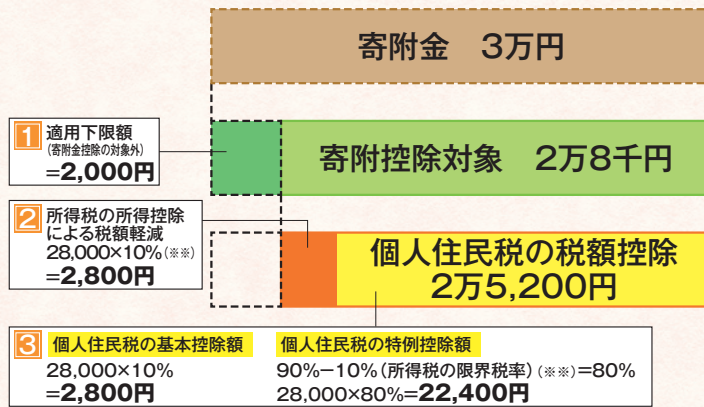 寄附金 3万円
1 適用下限額
(寄附金控除の対象外)
=2,000円
寄附控除対象 2万8千円
2 所得税の所得控除
による税額軽減
28,000×10%(※※)
=2,800円
個人住民税の税額控除
2万5,200円
3 個人住民税の基本控除額
28,000×10%
=2,800円
個人住民税の特例控除額
90%−10%(所得税の限界税率)(※※)=80%
28,000×80%=22,400円